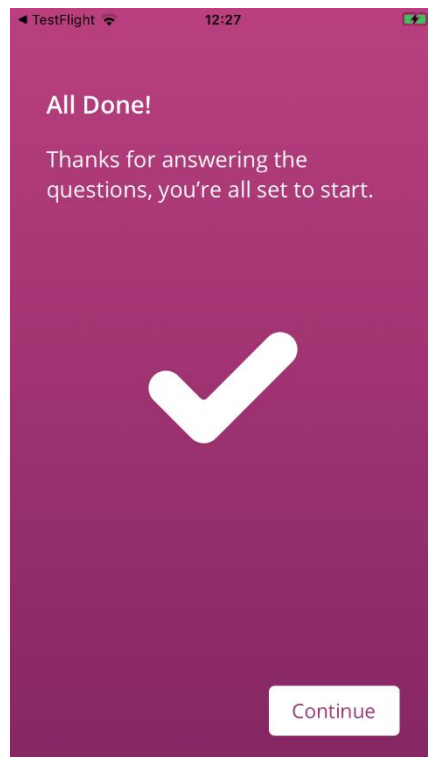 ◀ TestFlight 12:27
All Done!
Thanks for answering the
questions, you’re all set to start.
Continue